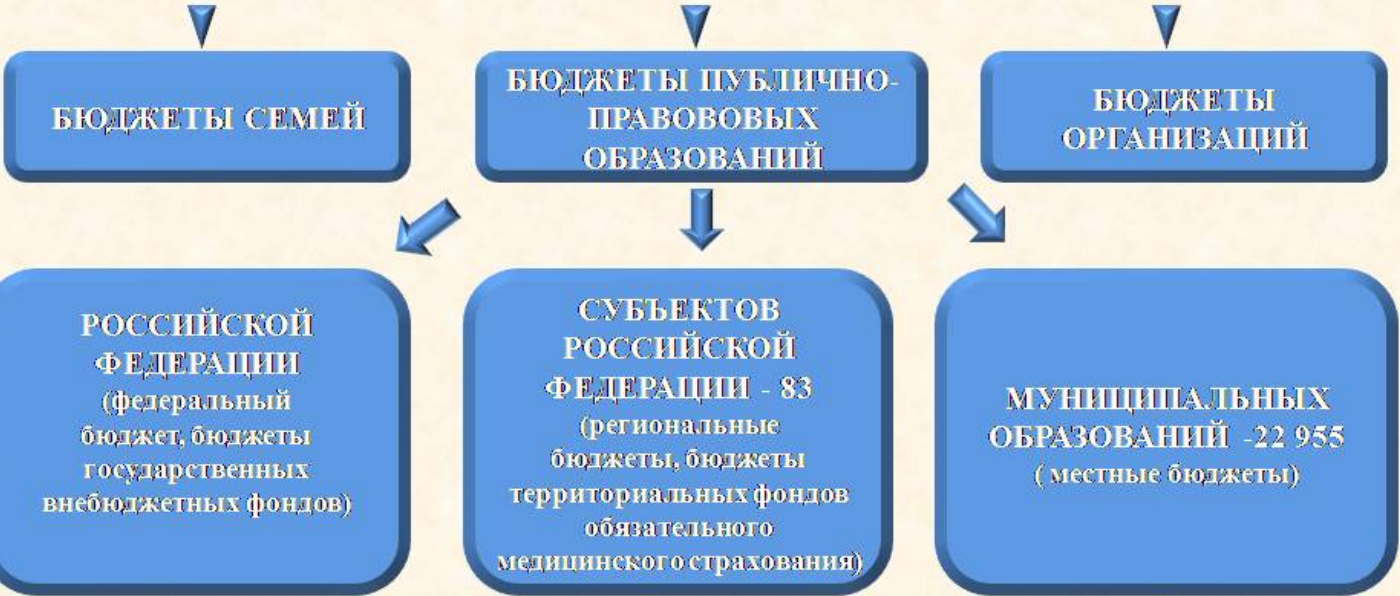 БЮДЖЕТЫ СЕМЕЙ
БЮДЖЕТЫ ПУБЛИЧНО-
ПРАВОВОВЫХ
ОБРАЗОВАНИЙ
БЮДЖЕТЫ
ОРГАНИЗАЦИЙ
РОССИЙСКОЙ
ФЕДЕРАЦИИ
(федеральный
бюджет, бюджеты
государственных
внебюджетных фондов)
СУБЪЕКТОВ
РОССИЙСКОЙ
ФЕДЕРАЦИИ - 83
(региональные
бюджеты, бюджеты
территориальных фондов
обязательного
медицинского страхования)
МУНИЦИПАЛЬНЫХ
ОБРАЗОВАНИЙ -22 955
( местные бюджеты)